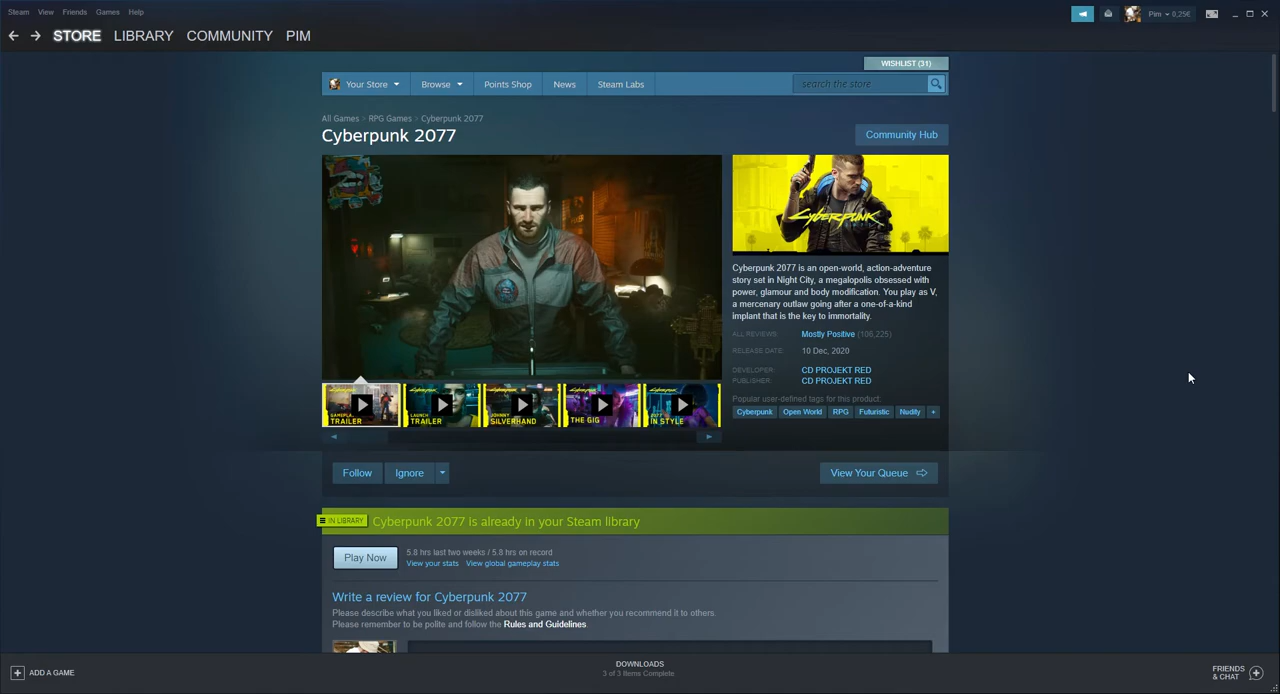 Steam View Friends Games Help
Pim 0,25€
STORE LIBRARY COMMUNITY PIM
WISHLIST (31)
Your Store Browse Points Shop News Steam Labs search the store
All Games > RPG Games > Cyberpunk 2077
Cyberpunk 2077
Community Hub
CYBERPUNK
Cyberpunk 2077 is an open-world, action-adventure
story set in Night City, a megalopolis obsessed with
power, glamour and body modification. You play as V,
a mercenary outlaw going after a one-of-a-kind
implant that is the key to immortality.
ALL REVIEWS: Mostly Positive (106,225)
RELEASE DATE: 10 Dec, 2020
DEVELOPER: CD PROJEKT RED
PUBLISHER: CD PROJEKT RED
Popular user-defined tags for this product:
Cyberpunk Open World RPG Futuristic Nudity +
GAMEPLAY
TRAILER
LAUNCH
TRAILER
JOHNNY
SILVERHAND
THE GIG
2077
IN STYLE
Follow Ignore View Your Queue
IN LIBRARY Cyberpunk 2077 is already in your Steam library
Play Now
5.8 hrs last two weeks / 5.8 hrs on record
View your stats View global gameplay stats
Write a review for Cyberpunk 2077
Please describe what you liked or disliked about this game and whether you recommend it to others.
Please remember to be polite and follow the Rules and Guidelines.
ADD A GAME
DOWNLOADS
3 of 3 Items Complete
FRIENDS
& CHAT